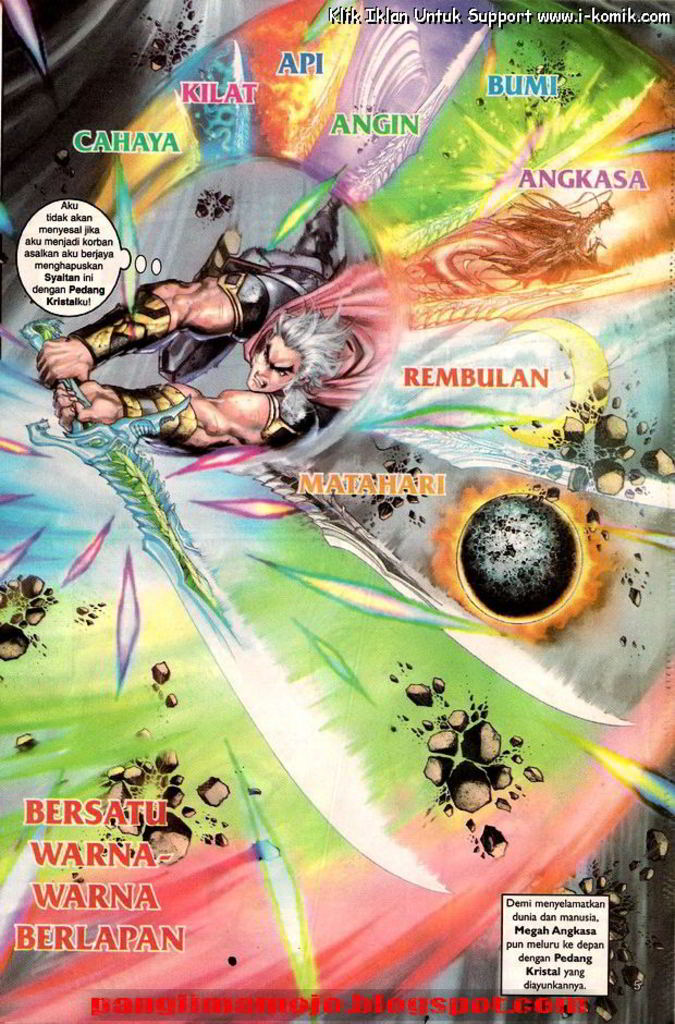 Klik Iklan Untuk Support www.i-komik.com
API
KILAT
BUMI
ANGIN
CAHAYA
ANGKASA
Aku
tidak akan
menyesal jika
aku menjadi korban
asalkan aku berjaya
menghapuskan
Syaitan ini
dengan Pedang
Kristalku!
REMBULAN
MATAHARI
BERSATU
WARNA-
WARNA
BERLAPAN
Demi menyelamatkan
dunia dan manusia,
Megah Angkasa
pun meluru ke depan
dengan Pedang
Kristal yang
diayunkannya.
5
panglimamojo.blogspot.com